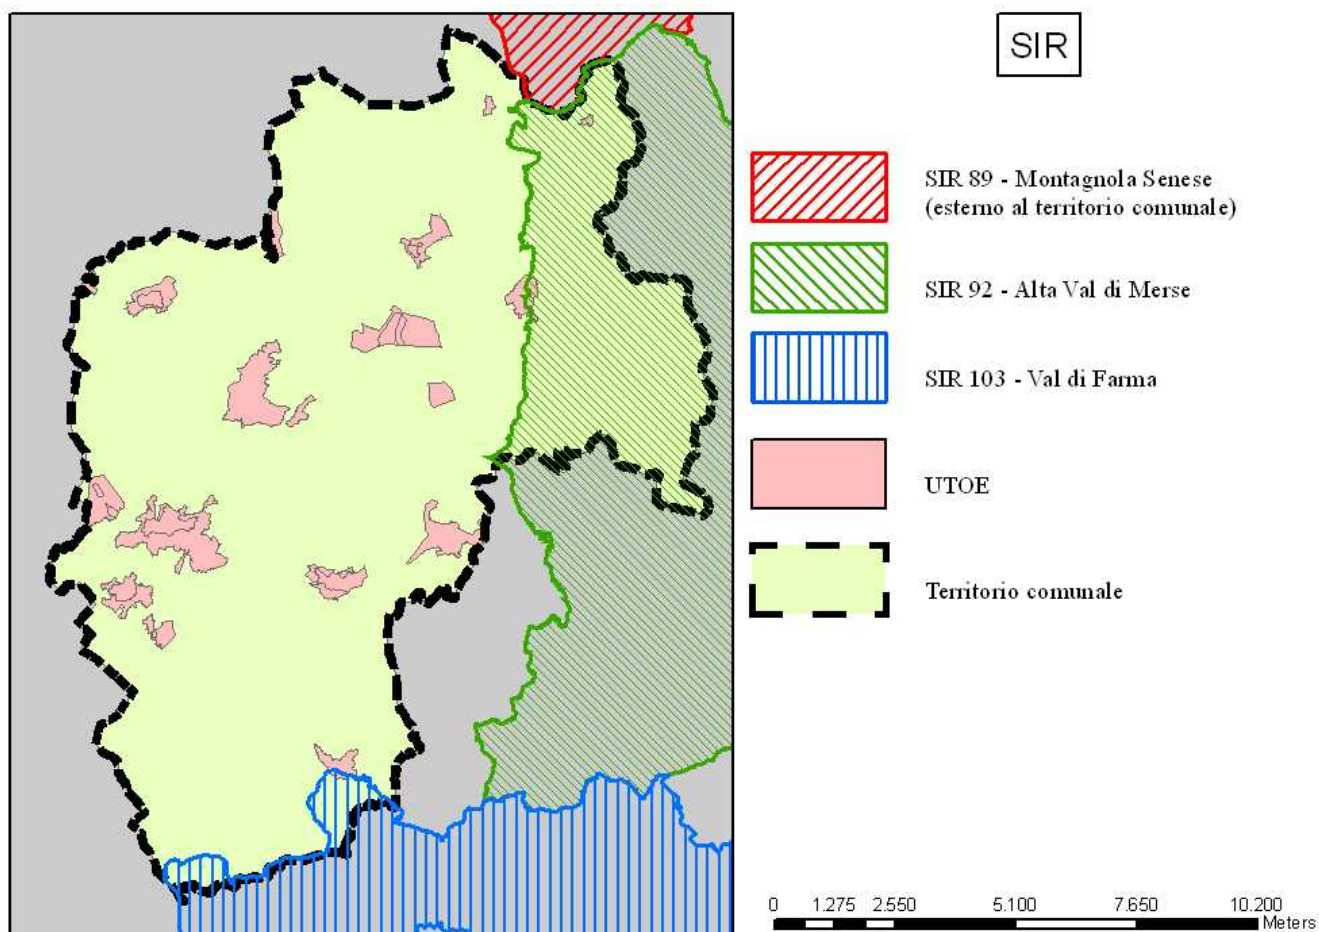 SIR
SIR 89 - Montagnola Senese
(esterno al territorio comunale)
SIR 92 - Alta Val di Merse
SIR 103 - Val di Farma
UTOE
Territorio comunale
0 1.275 2.550 5.100 7.650 10.200
Meters